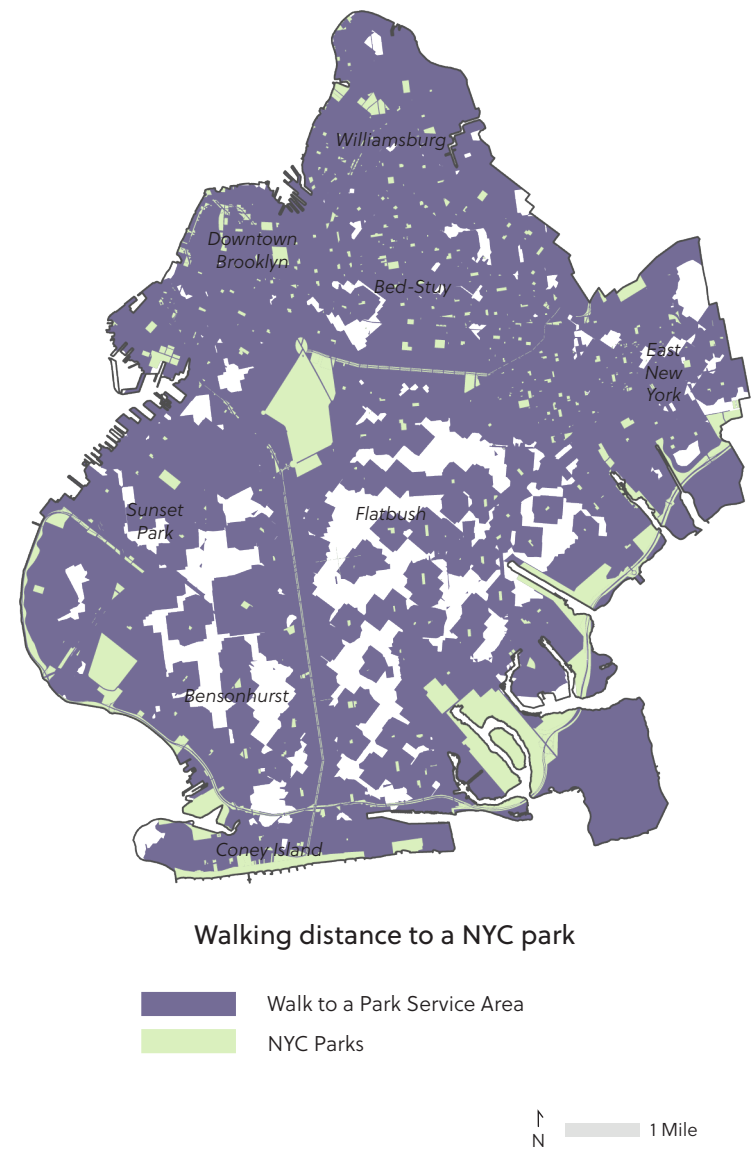 Williamsburg
Downtown
Brooklyn
Bed-Stuy
East
New
York
Sunset
Park
Flatbush
Bensonhurst
Coney Island
Walking distance to a NYC park
Walk to a Park Service Area
NYC Parks
1 Mile
N